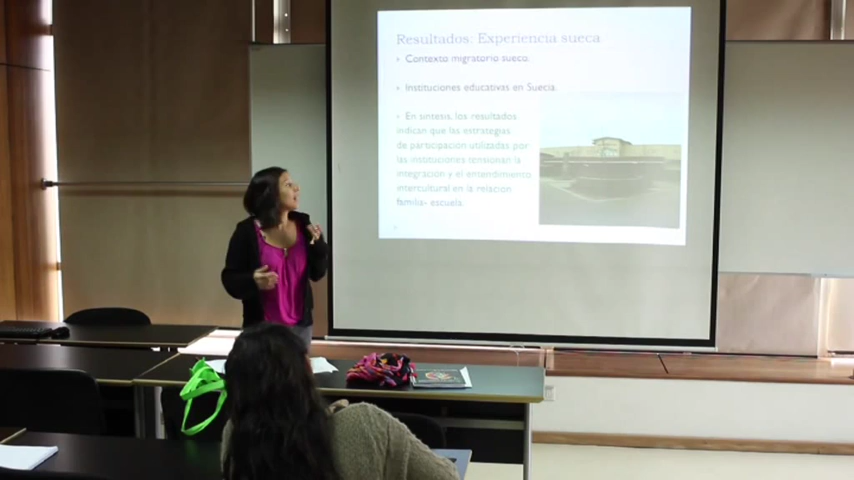 Resultados: Experiencia sueca
Contexto migratorio sueco.
Instituciones educativas en Suecia.
En síntesis, los resultados
indican que las estrategias
de participación utilizadas por
las instituciones tensionan la
integración y el entendimiento
intercultural en la relación
familia- escuela.